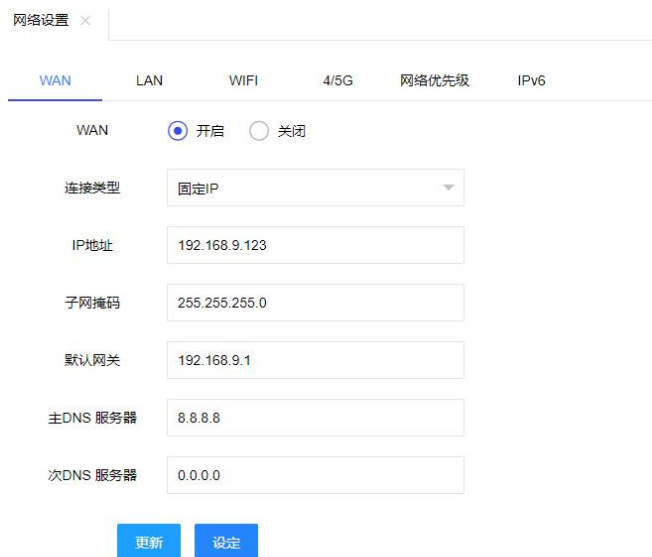 网络设置 ×
WAN LAN WIFI 4/5G 网络优先级 IPv6
WAN 开启 关闭
连接类型 固定IP
IP地址 192.168.9.123
子网掩码 255.255.255.0
默认网关 192.168.9.1
主DNS 服务器 8.8.8.8
次DNS 服务器 0.0.0.0
更新 设定